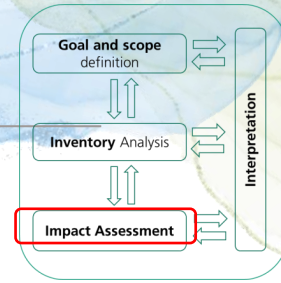 Goal and scope
definition
Inventory Analysis
Impact Assessment
Interpretation